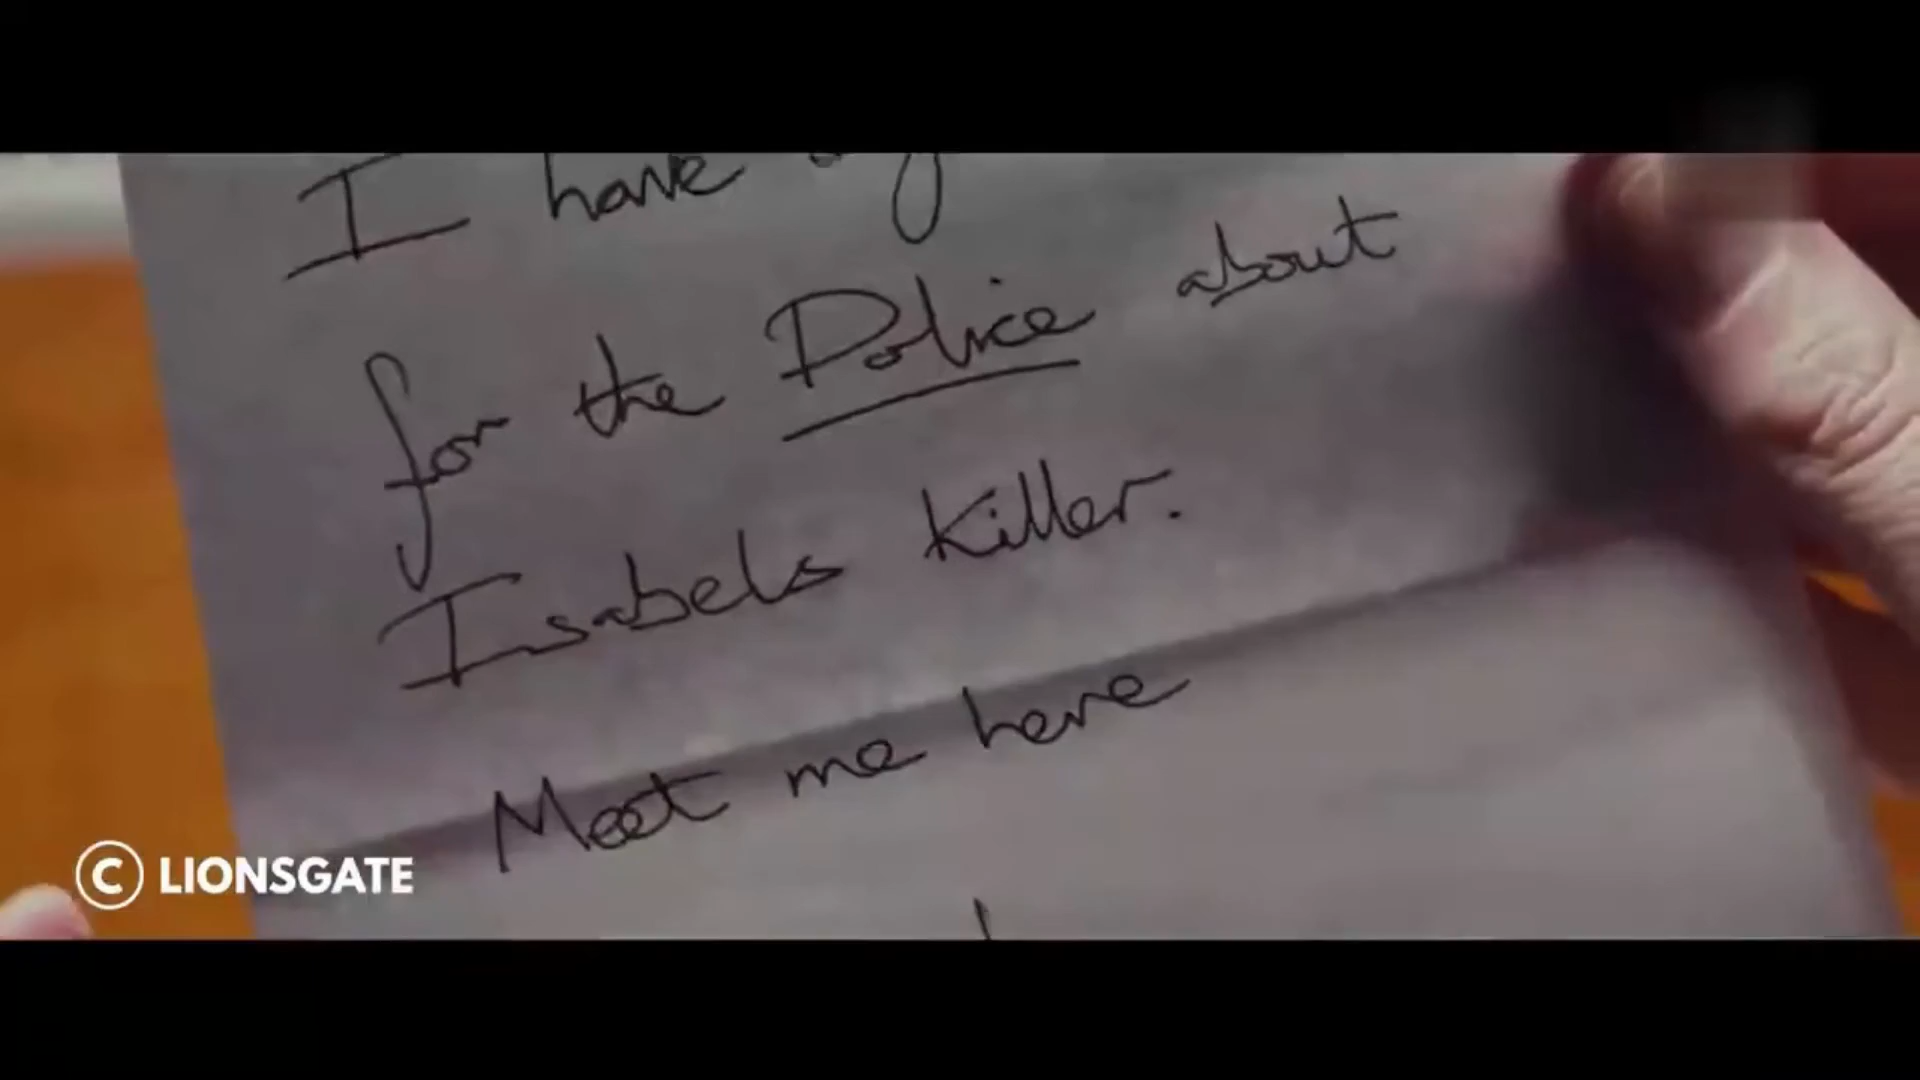 I have
for the Police about
Isabels Killer.
Meet me here
© LIONSGATE